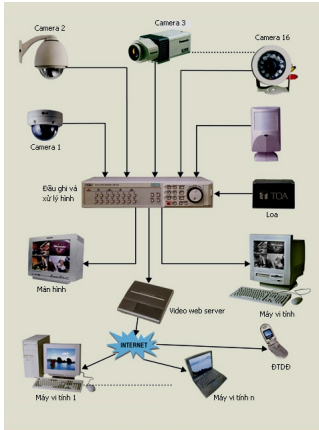 Camera 2
Camera 3
Camera 16
Camera 1
Đầu ghi và
xử lý hình
TOA
Loa
Màn hình
Video web server
Máy vi tính
INTERNET
ĐTDĐ
Máy vi tính 1
Máy vi tính n